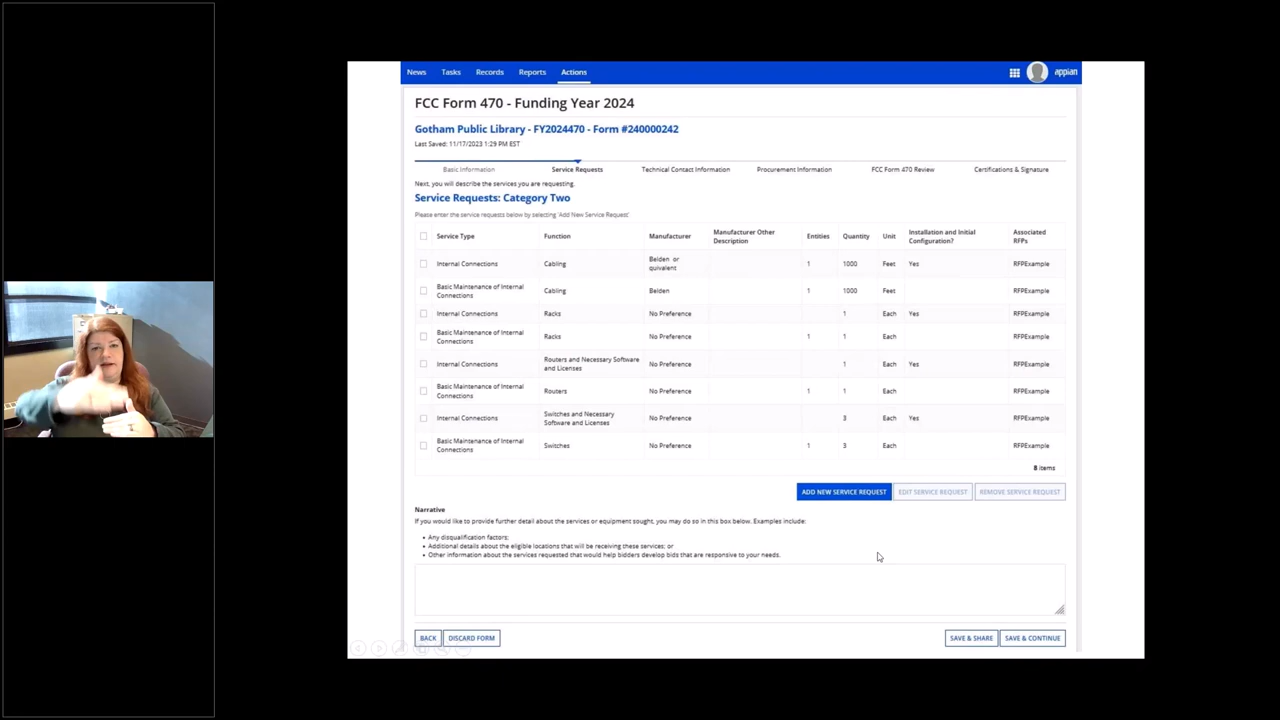 News Tasks Records Reports Actions appian
FCC Form 470 - Funding Year 2024
Gotham Public Library - FY2024470 - Form #240000242
Last Saved: 11/17/2023 1:29 PM EST
Basic Information Service Requests Technical Contact Information Procurement Information FCC Form 470 Review Certifications & Signature
Next, you will describe the services you are requesting.
Service Requests: Category Two
Please enter the service requests below by selecting 'Add New Service Request'
Service Type Function Manufacturer Manufacturer Other Description Entities Quantity Unit Installation and Initial Configuration? Associated RFPs
Internal Connections Cabling Belden or quivalent 1 1000 Feet Yes RFPExample
Basic Maintenance of Internal Connections Cabling Belden 1 1000 Feet RFPExample
Internal Connections Racks No Preference 1 Each Yes RFPExample
Basic Maintenance of Internal Connections Racks No Preference 1 1 Each RFPExample
Internal Connections Routers and Necessary Software and Licenses No Preference 1 Each Yes RFPExample
Basic Maintenance of Internal Connections Routers No Preference 1 1 Each RFPExample
Internal Connections Switches and Necessary Software and Licenses No Preference 3 Each Yes RFPExample
Basic Maintenance of Internal Connections Switches No Preference 1 3 Each RFPExample
8 items
ADD NEW SERVICE REQUEST EDIT SERVICE REQUEST REMOVE SERVICE REQUEST
Narrative
If you would like to provide further detail about the services or equipment sought, you may do so in this box below. Examples include:
• Any disqualification factors;
• Additional details about the eligible locations that will be receiving these services; or
• Other information about the services requested that would help bidders develop bids that are responsive to your needs.
BACK DISCARD FORM SAVE & SHARE SAVE & CONTINUE